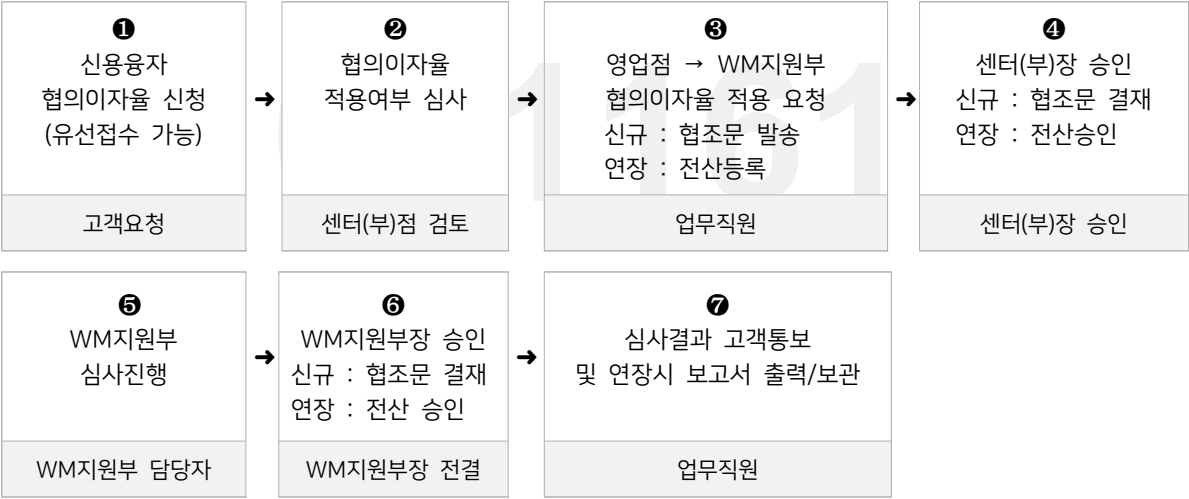 ❶
신용융자
협의이자율 신청
(유선접수 가능)
고객요청
➜
❷
협의이자율
적용여부 심사
센터(부)점 검토
➜
❸
영업점 → WM지원부
협의이자율 적용 요청
신규 : 협조문 발송
연장 : 전산등록
업무직원
➜
❹
센터(부)장 승인
신규 : 협조문 결재
연장 : 전산승인
센터(부)장 승인
❺
WM지원부
심사진행
WM지원부 담당자
➜
❻
WM지원부장 승인
신규 : 협조문 결재
연장 : 전산 승인
WM지원부장 전결
➜
❼
심사결과 고객통보
및 연장시 보고서 출력/보관
업무직원